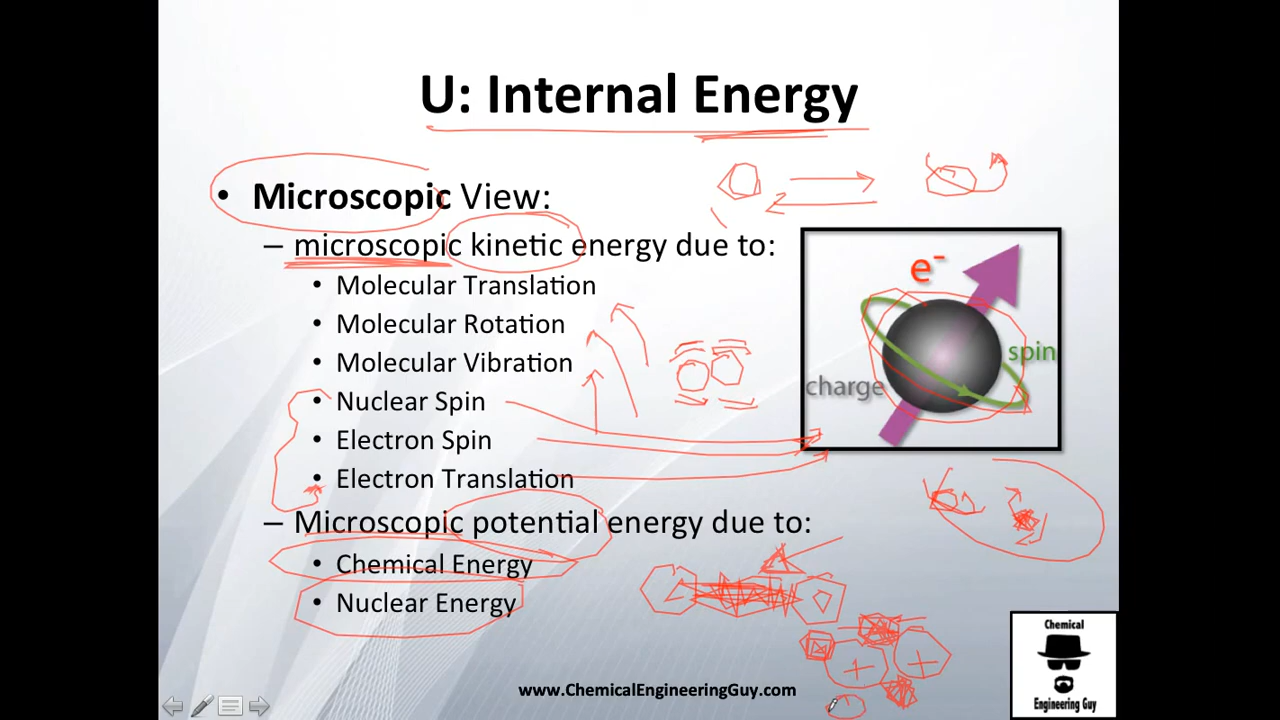 U: Internal Energy
• Microscopic View:
– microscopic kinetic energy due to:
• Molecular Translation
• Molecular Rotation
• Molecular Vibration
• Nuclear Spin
• Electron Spin
• Electron Translation
– Microscopic potential energy due to:
• Chemical Energy
• Nuclear Energy
e-
spin
charge
www.ChemicalEngineeringGuy.com
Chemical
Engineering Guy